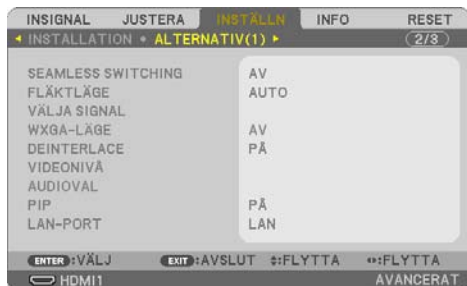 INSIGNAL JUSTERA INSTÄLLN INFO RESET
INSTALLATION • ALTERNATIV(1) 2/3
SEAMLESS SWITCHING AV
FLÄKTLÄGE AUTO
VÄLJA SIGNAL
WXGA-LÄGE AV
DEINTERLACE PÅ
VIDEONIVÅ
AUDIOVAL
PIP PÅ
LAN-PORT LAN
ENTER:VÄLJ EXIT:AVSLUT :FLYTTA :FLYTTA
HDMI1 AVANCERAT